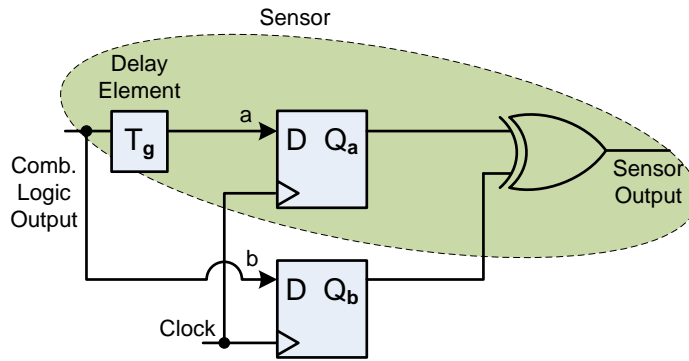 Sensor
Delay
Element
a
Tg
D Qa
Comb.
Logic
Output
Sensor
Output
b
D Qb
Clock